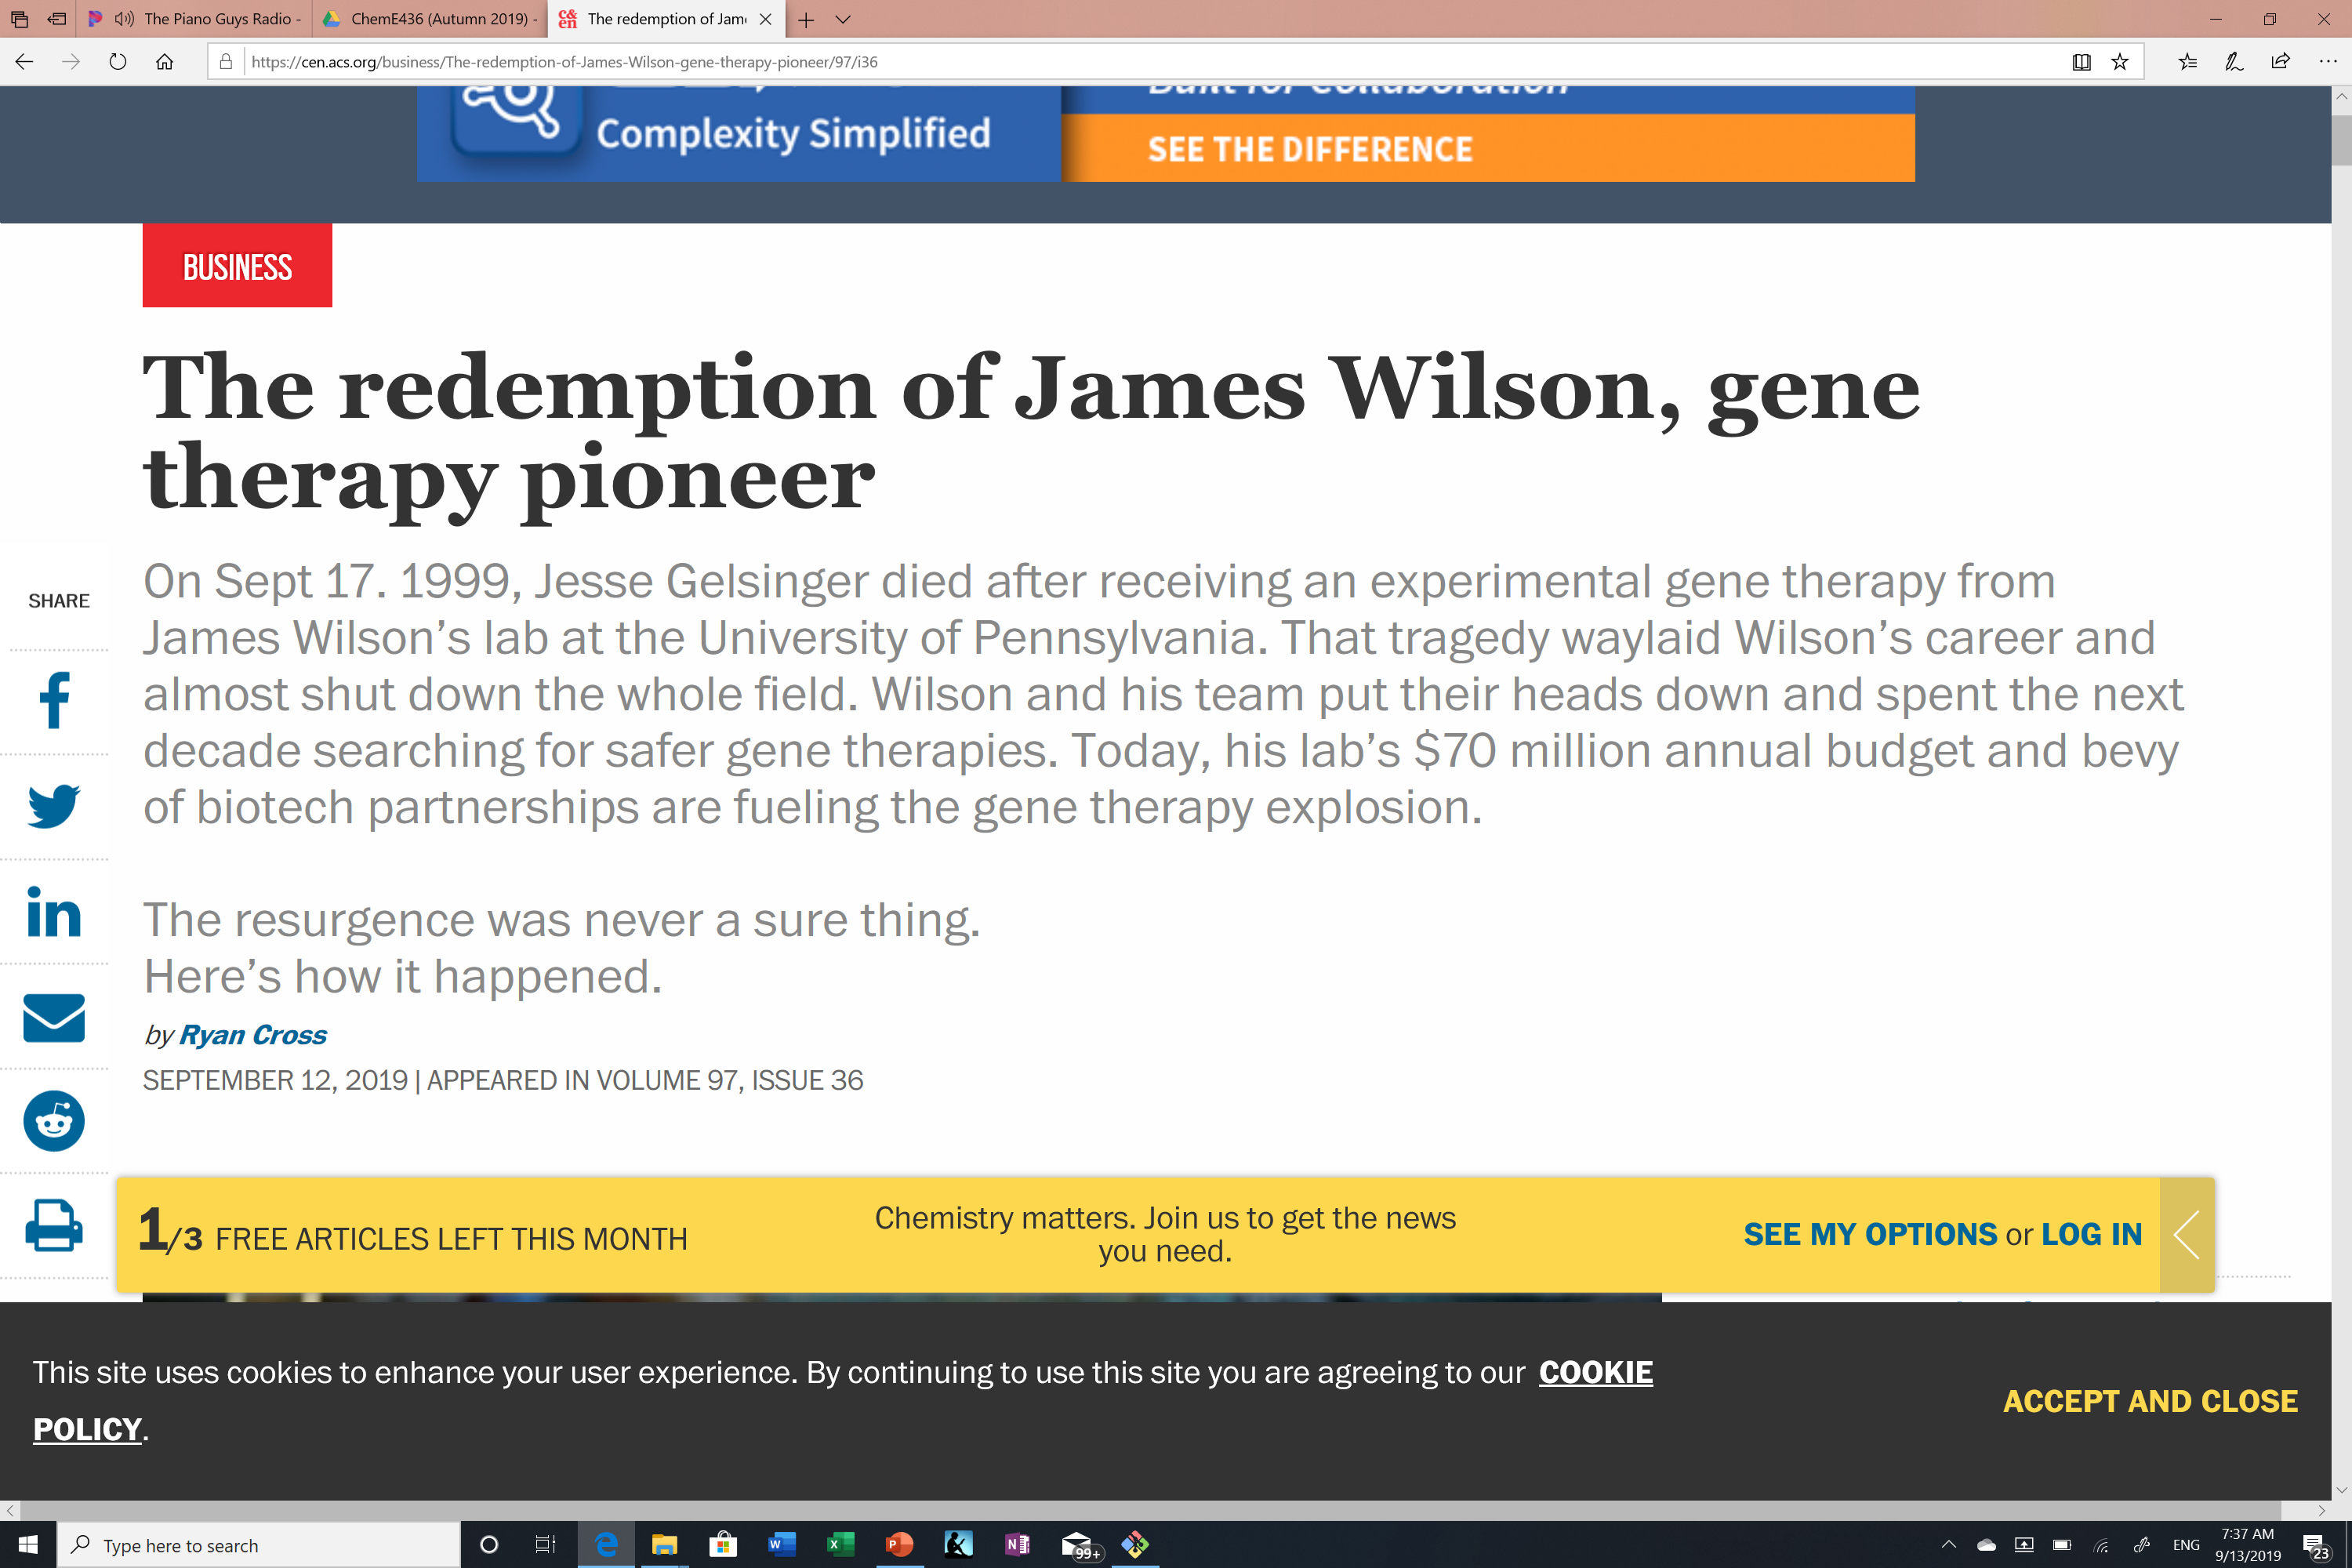 The Piano Guys Radio -
ChemE436 (Autumn 2019) -
c&en The redemption of Jam
https://cen.acs.org/business/The-redemption-of-James-Wilson-gene-therapy-pioneer/97/i36
Built for Collaboration
Complexity Simplified
SEE THE DIFFERENCE
BUSINESS
The redemption of James Wilson, gene
therapy pioneer
On Sept 17. 1999, Jesse Gelsinger died after receiving an experimental gene therapy from
James Wilson’s lab at the University of Pennsylvania. That tragedy waylaid Wilson’s career and
almost shut down the whole field. Wilson and his team put their heads down and spent the next
decade searching for safer gene therapies. Today, his lab’s $70 million annual budget and bevy
of biotech partnerships are fueling the gene therapy explosion.
SHARE
The resurgence was never a sure thing.
Here’s how it happened.
by Ryan Cross
SEPTEMBER 12, 2019 | APPEARED IN VOLUME 97, ISSUE 36
1/3 FREE ARTICLES LEFT THIS MONTH
Chemistry matters. Join us to get the news
you need.
SEE MY OPTIONS or LOG IN
This site uses cookies to enhance your user experience. By continuing to use this site you are agreeing to our COOKIE
POLICY.
ACCEPT AND CLOSE
Type here to search
99+
ENG
7:37 AM
9/13/2019
23